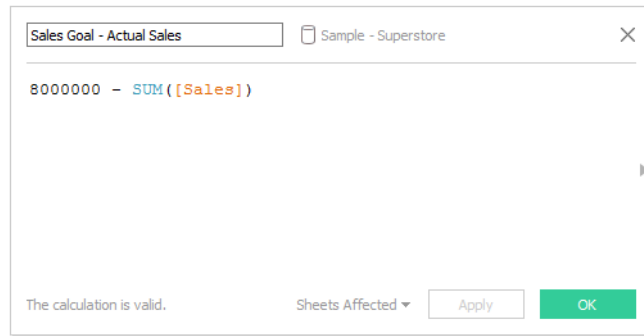 Sales Goal - Actual Sales Sample - Superstore
8000000 - SUM([Sales])
The calculation is valid. Sheets Affected Apply OK